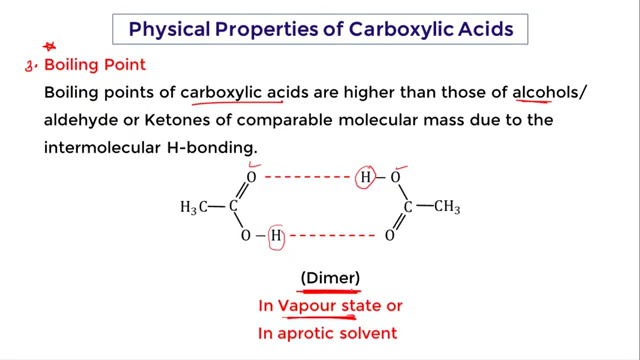 Physical Properties of Carboxylic Acids
3. Boiling Point
Boiling points of carboxylic acids are higher than those of alcohols/
aldehyde or Ketones of comparable molecular mass due to the
intermolecular H-bonding.
O H – O
H₃C – C C – CH₃
O – H O
(Dimer)
In Vapour state or
In aprotic solvent